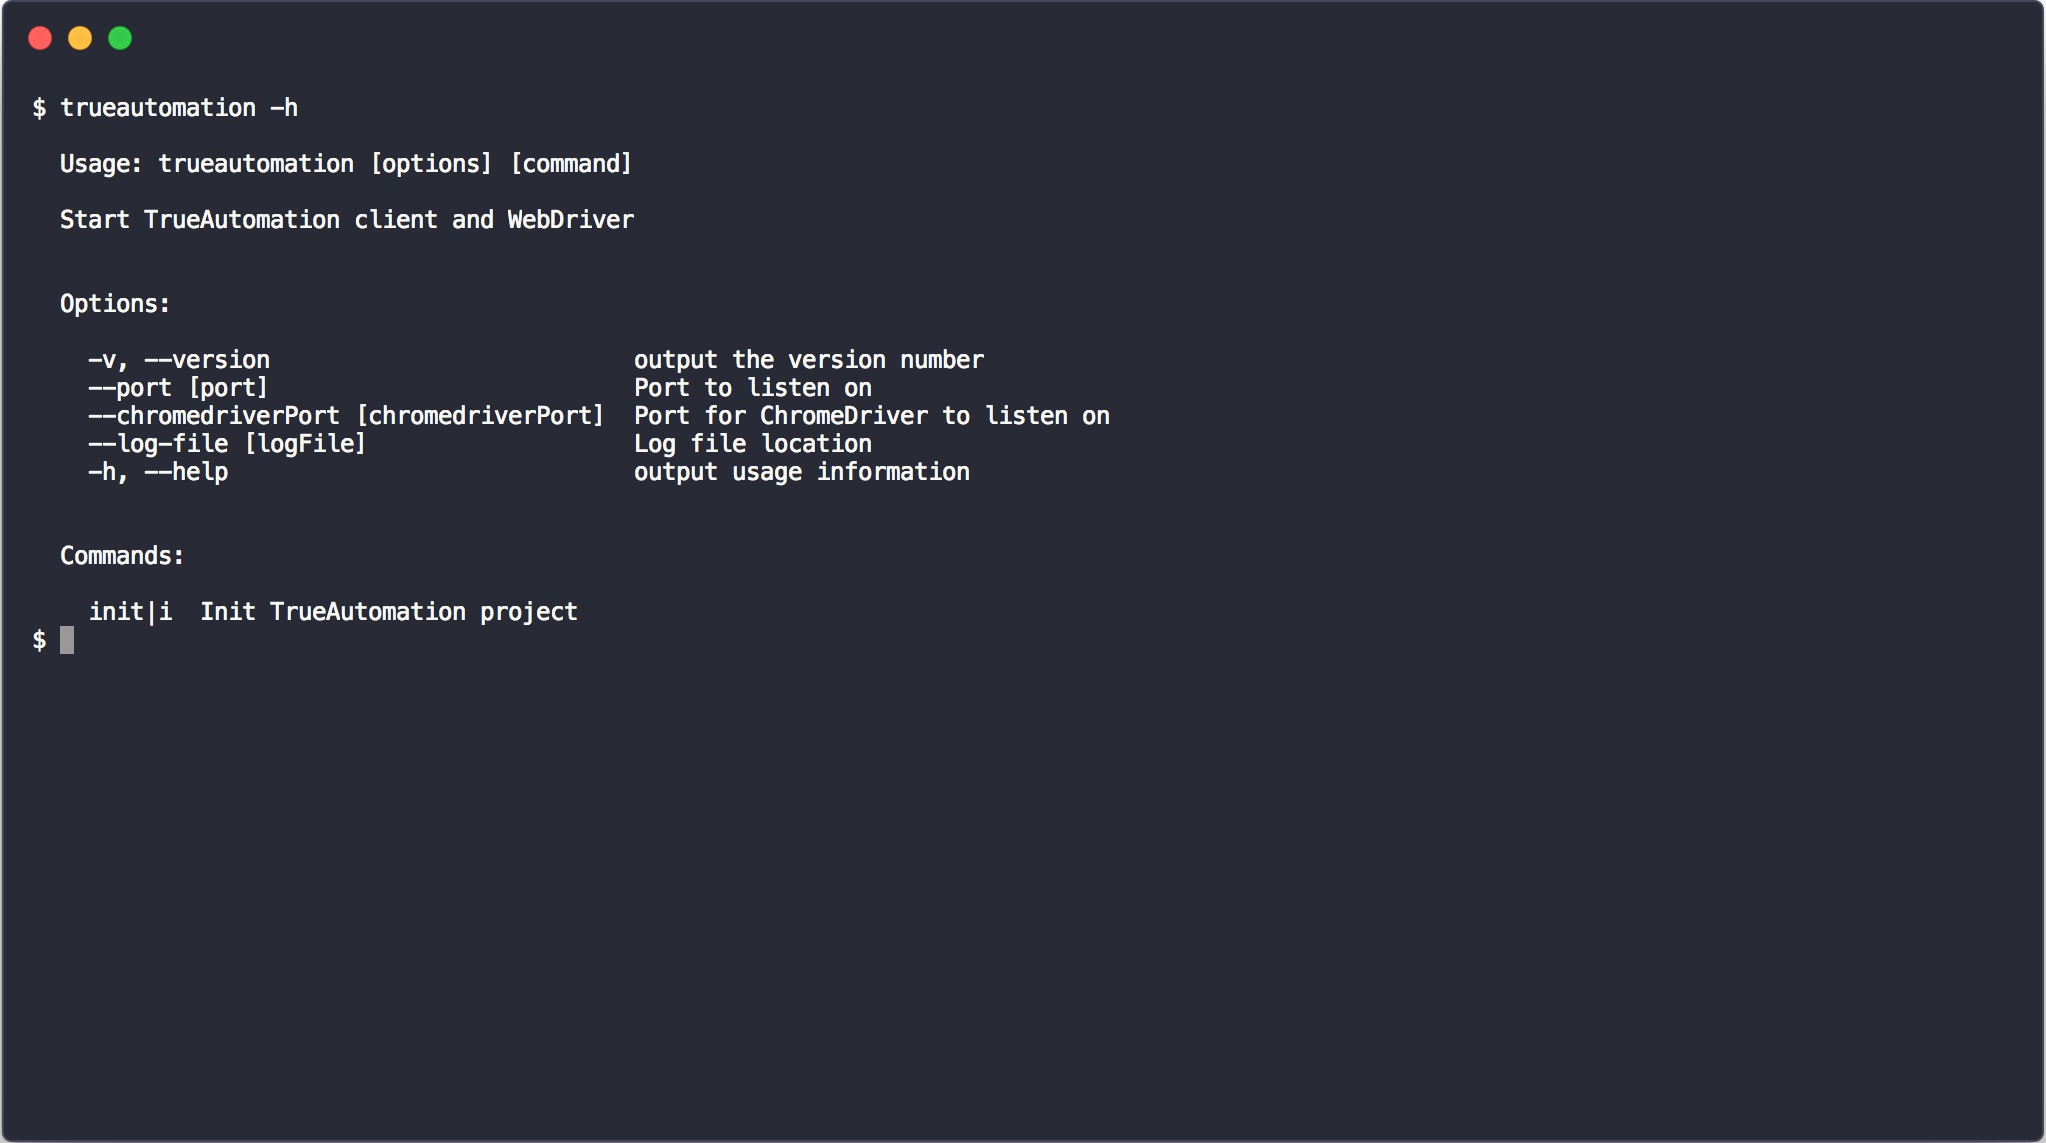 $ trueautomation -h
Usage: trueautomation [options] [command]
Start TrueAutomation client and WebDriver
Options:
-v, --version output the version number
--port [port] Port to listen on
--chromedriverPort [chromedriverPort] Port for ChromeDriver to listen on
--log-file [logFile] Log file location
-h, --help output usage information
Commands:
init|i Init TrueAutomation project
$